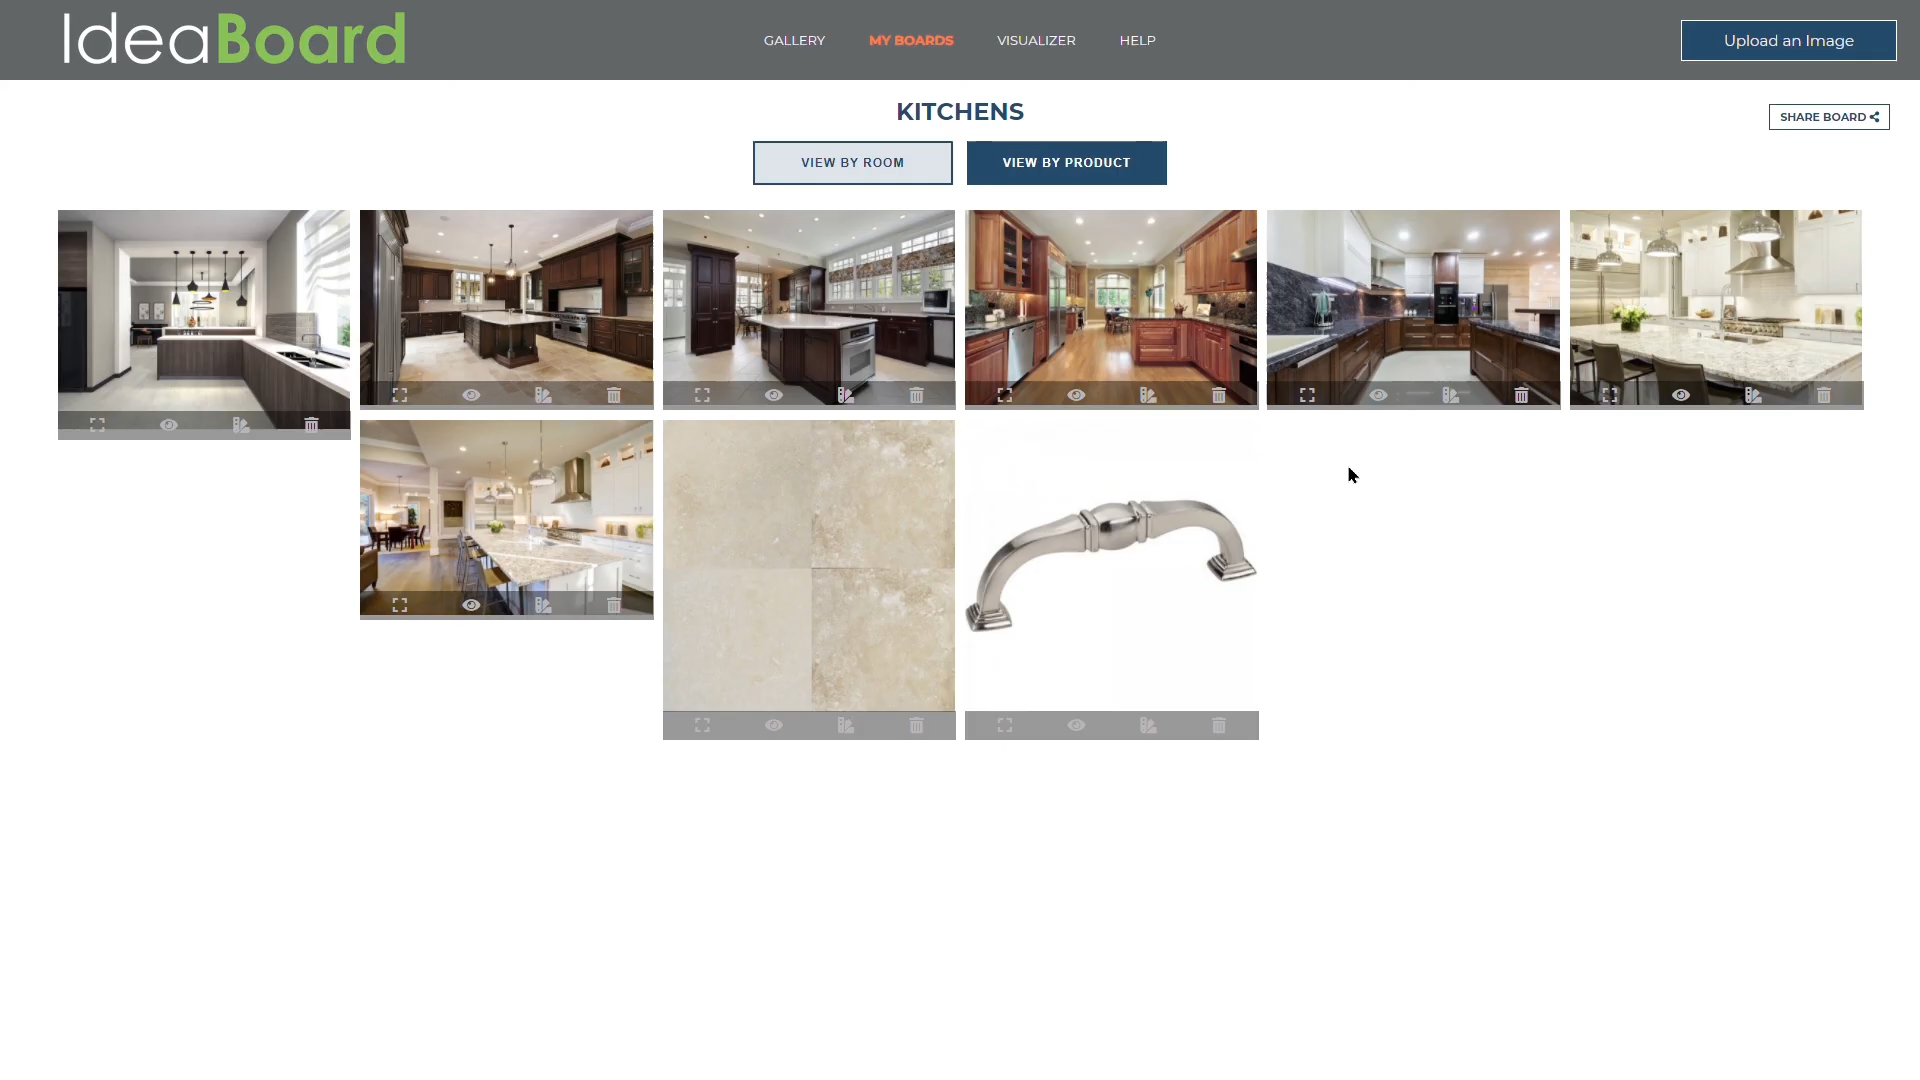 IdeaBoard
GALLERY
MY BOARDS
VISUALIZER
HELP
Upload an Image
KITCHENS
SHARE BOARD
VIEW BY ROOM
VIEW BY PRODUCT